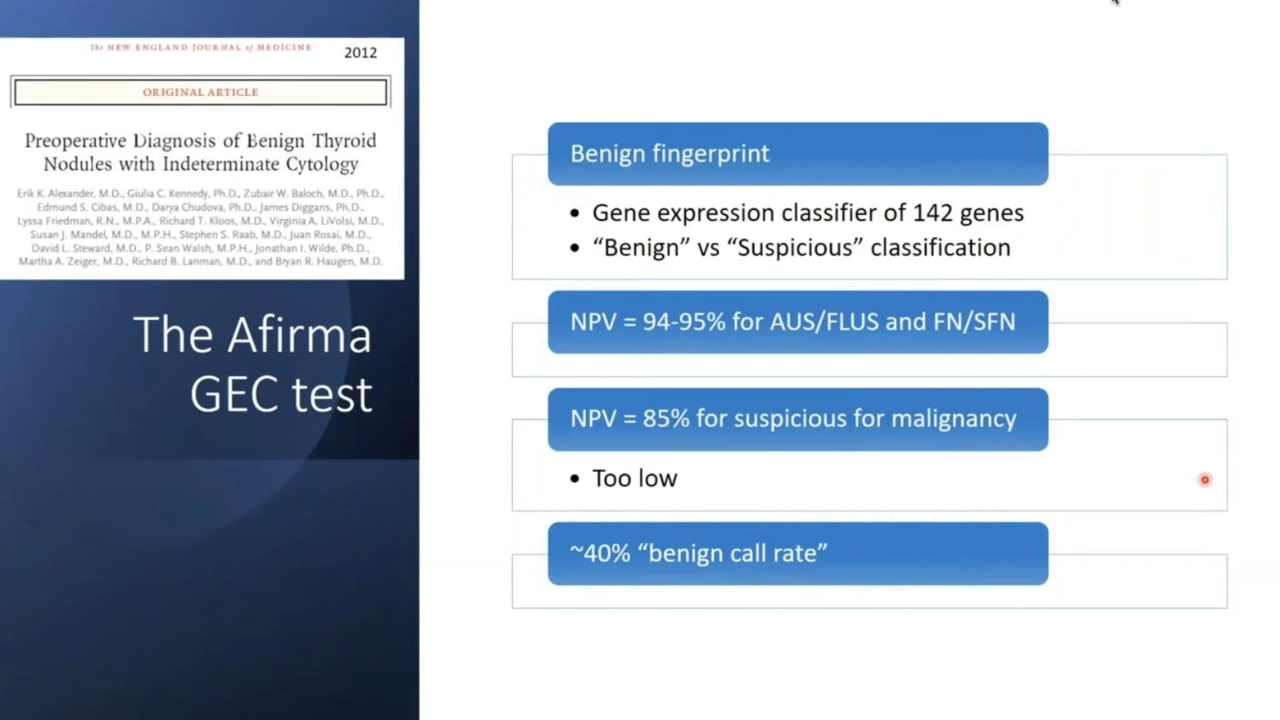 The NEW ENGLAND JOURNAL of MEDICINE
2012
ORIGINAL ARTICLE
Preoperative Diagnosis of Benign Thyroid
Nodules with Indeterminate Cytology
Erik K. Alexander, M.D., Giulia C. Kennedy, Ph.D., Zubair W. Baloch, M.D., Ph.D.,
Edmund S. Cibas, M.D., Darya Chudova, Ph.D., James Diggans, Ph.D.,
Lyssa Friedman, R.N., M.P.A., Richard T. Kloos, M.D., Virginia A. LiVolsi, M.D.,
Susan J. Mandel, M.D., M.P.H., Stephen S. Raab, M.D., Juan Rosai, M.D.,
David L. Steward, M.D., P. Sean Walsh, M.P.H., Jonathan I. Wilde, Ph.D.,
Martha A. Zeiger, M.D., Richard B. Lanman, M.D., and Bryan R. Haugen, M.D.
The Afirma
GEC test
Benign fingerprint
• Gene expression classifier of 142 genes
• “Benign” vs “Suspicious” classification
NPV = 94-95% for AUS/FLUS and FN/SFN
NPV = 85% for suspicious for malignancy
• Too low
~40% “benign call rate”